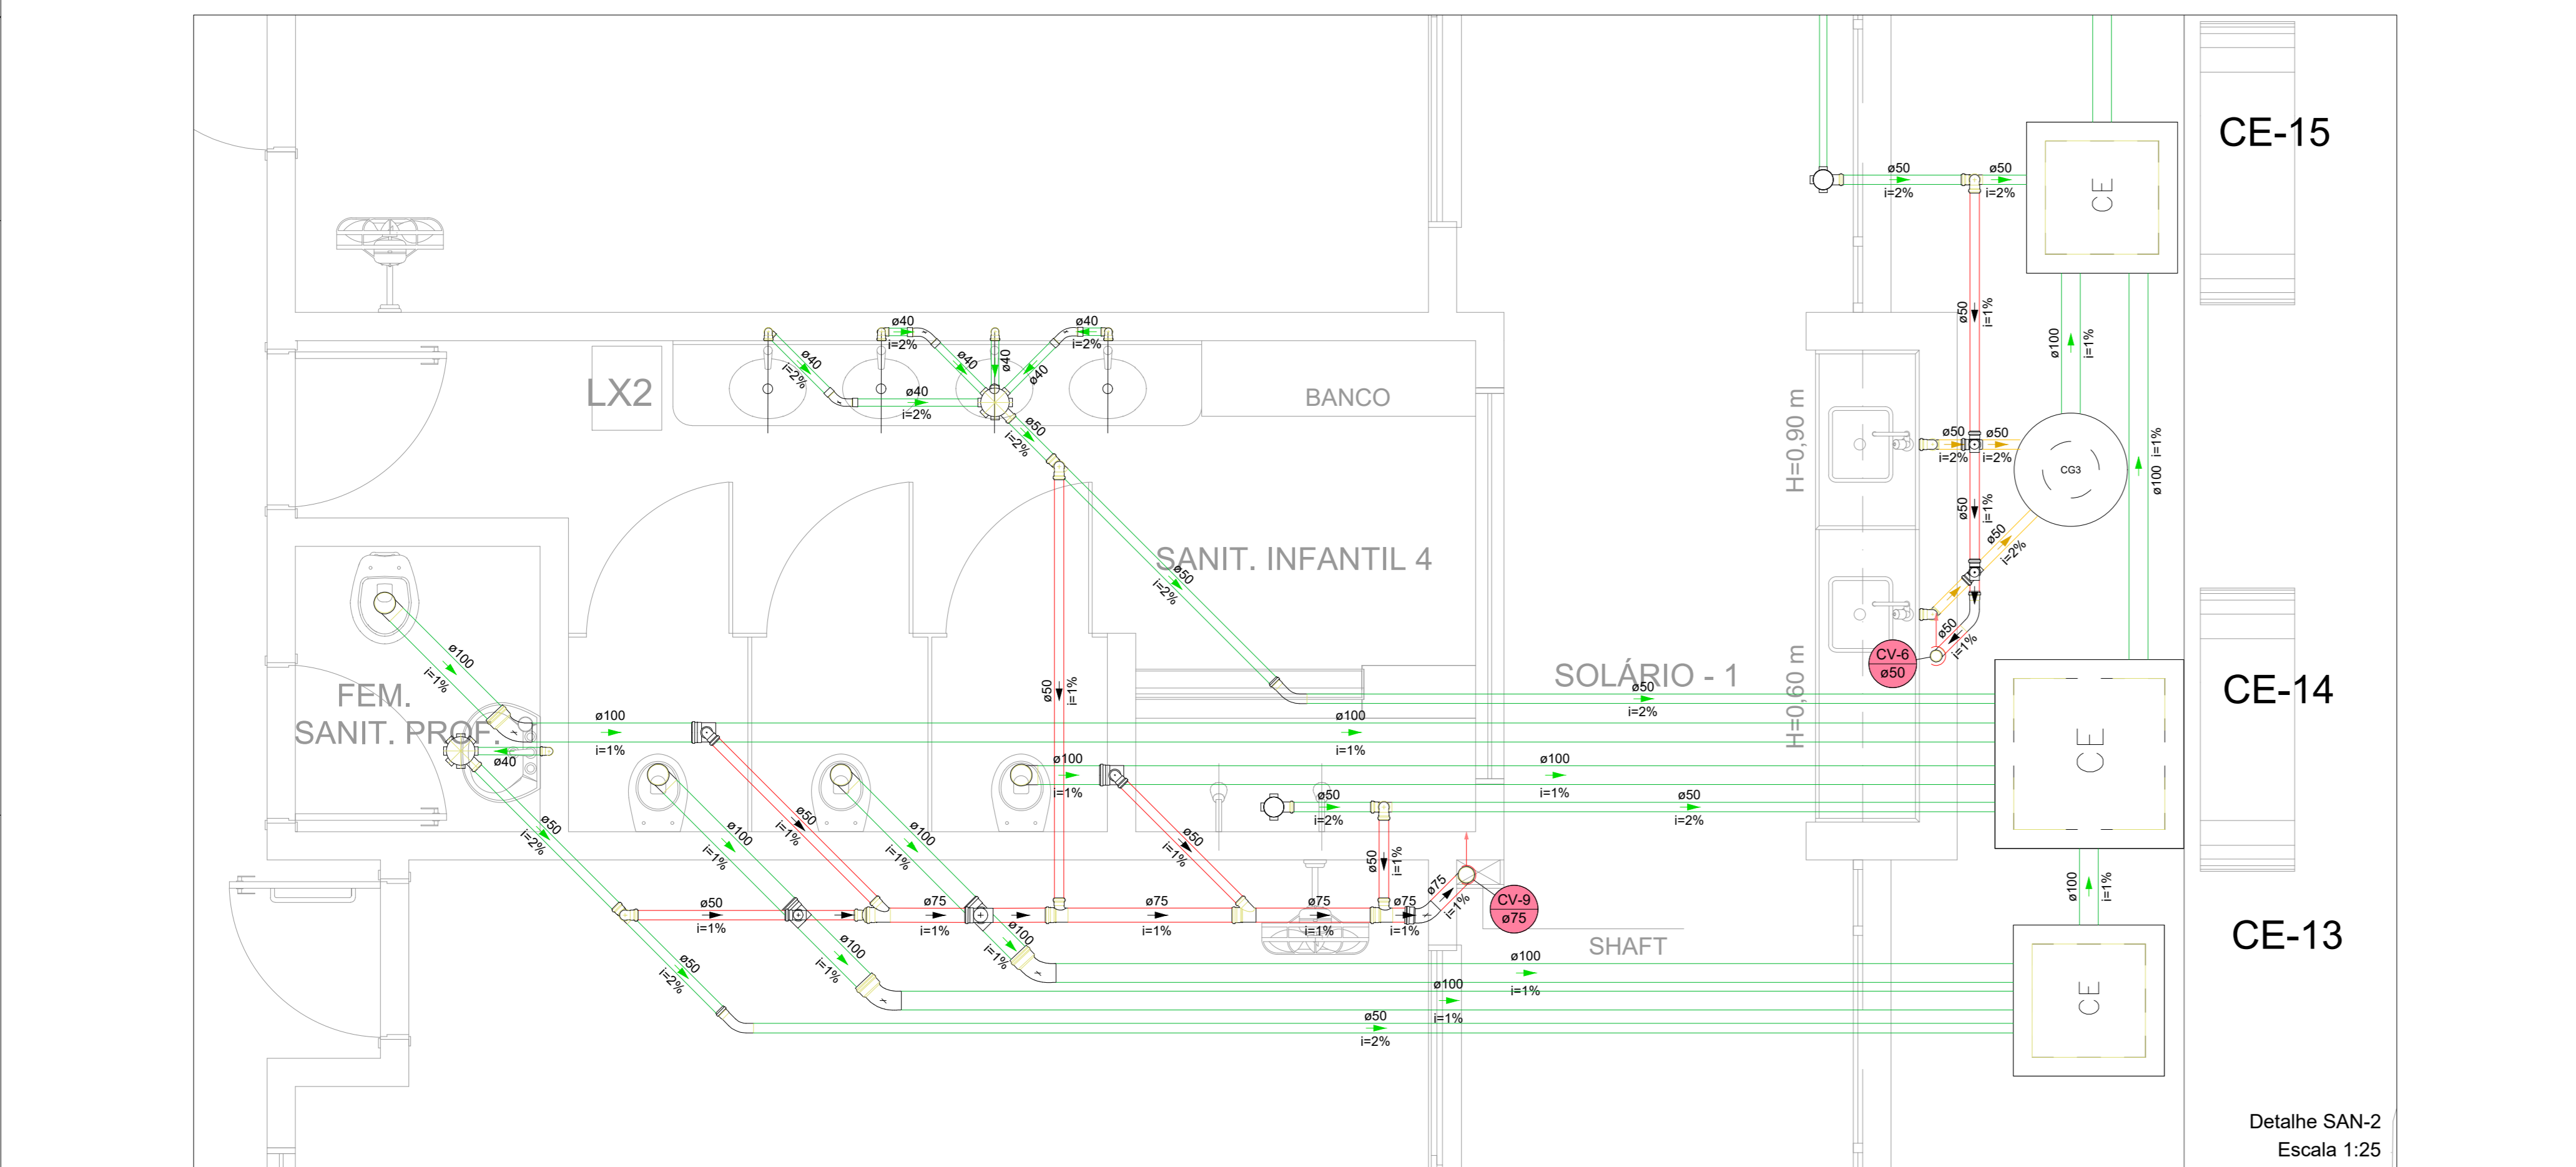 CE-15
ø50
i=2%
ø50
i=2%
CE
ø50
i=1%
ø100
i=1%
ø100 i=1%
ø40
i=2%
ø40
i=2%
ø40
i=2%
ø40
ø40
ø40
ø40
i=2%
LX2
BANCO
H=0,90 m
ø50
i=2%
ø50
i=2%
ø50
i=2%
CG3
ø50
i=1%
ø50
i=2%
SANIT. INFANTIL 4
ø50
i=2%
ø50
i=1%
CV-6
ø50
SOLÁRIO - 1
H=0,60 m
CE-14
ø100
i=1%
FEM.
SANIT. PROF.
ø40
ø50
i=1%
ø50
i=2%
ø100
i=1%
ø100
i=1%
CE
ø100
i=1%
ø100
i=1%
ø50
i=2%
ø50
i=2%
ø50
i=2%
ø50
i=1%
ø100
i=1%
ø100
i=1%
ø50
i=1%
ø50
i=1%
ø75
i=1%
CV-9
ø75
ø100
i=1%
ø50
i=1%
ø75
i=1%
ø75
i=1%
ø75
i=1%
ø75
i=1%
CE-13
SHAFT
ø50
i=2%
ø100
i=1%
ø100
i=1%
ø100
i=1%
ø100
i=1%
CE
ø50
i=2%
Detalhe SAN-2
Escala 1:25